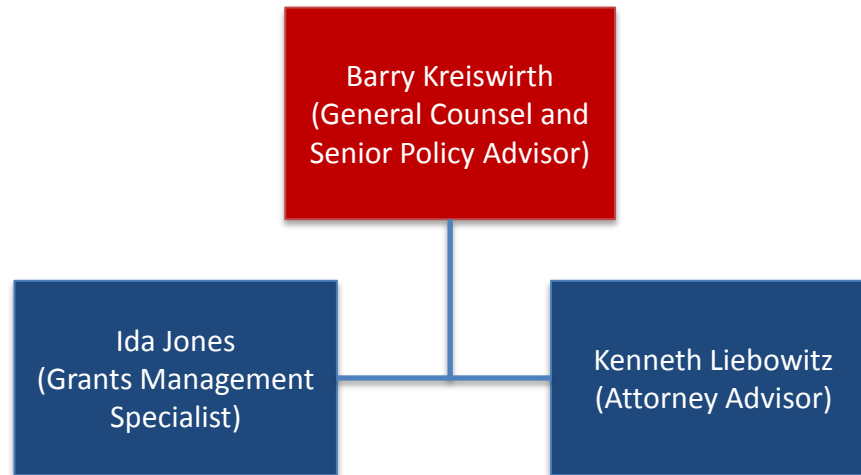 Barry Kreiswirth
(General Counsel and
Senior Policy Advisor)
Ida Jones
(Grants Management
Specialist)
Kenneth Liebowitz
(Attorney Advisor)